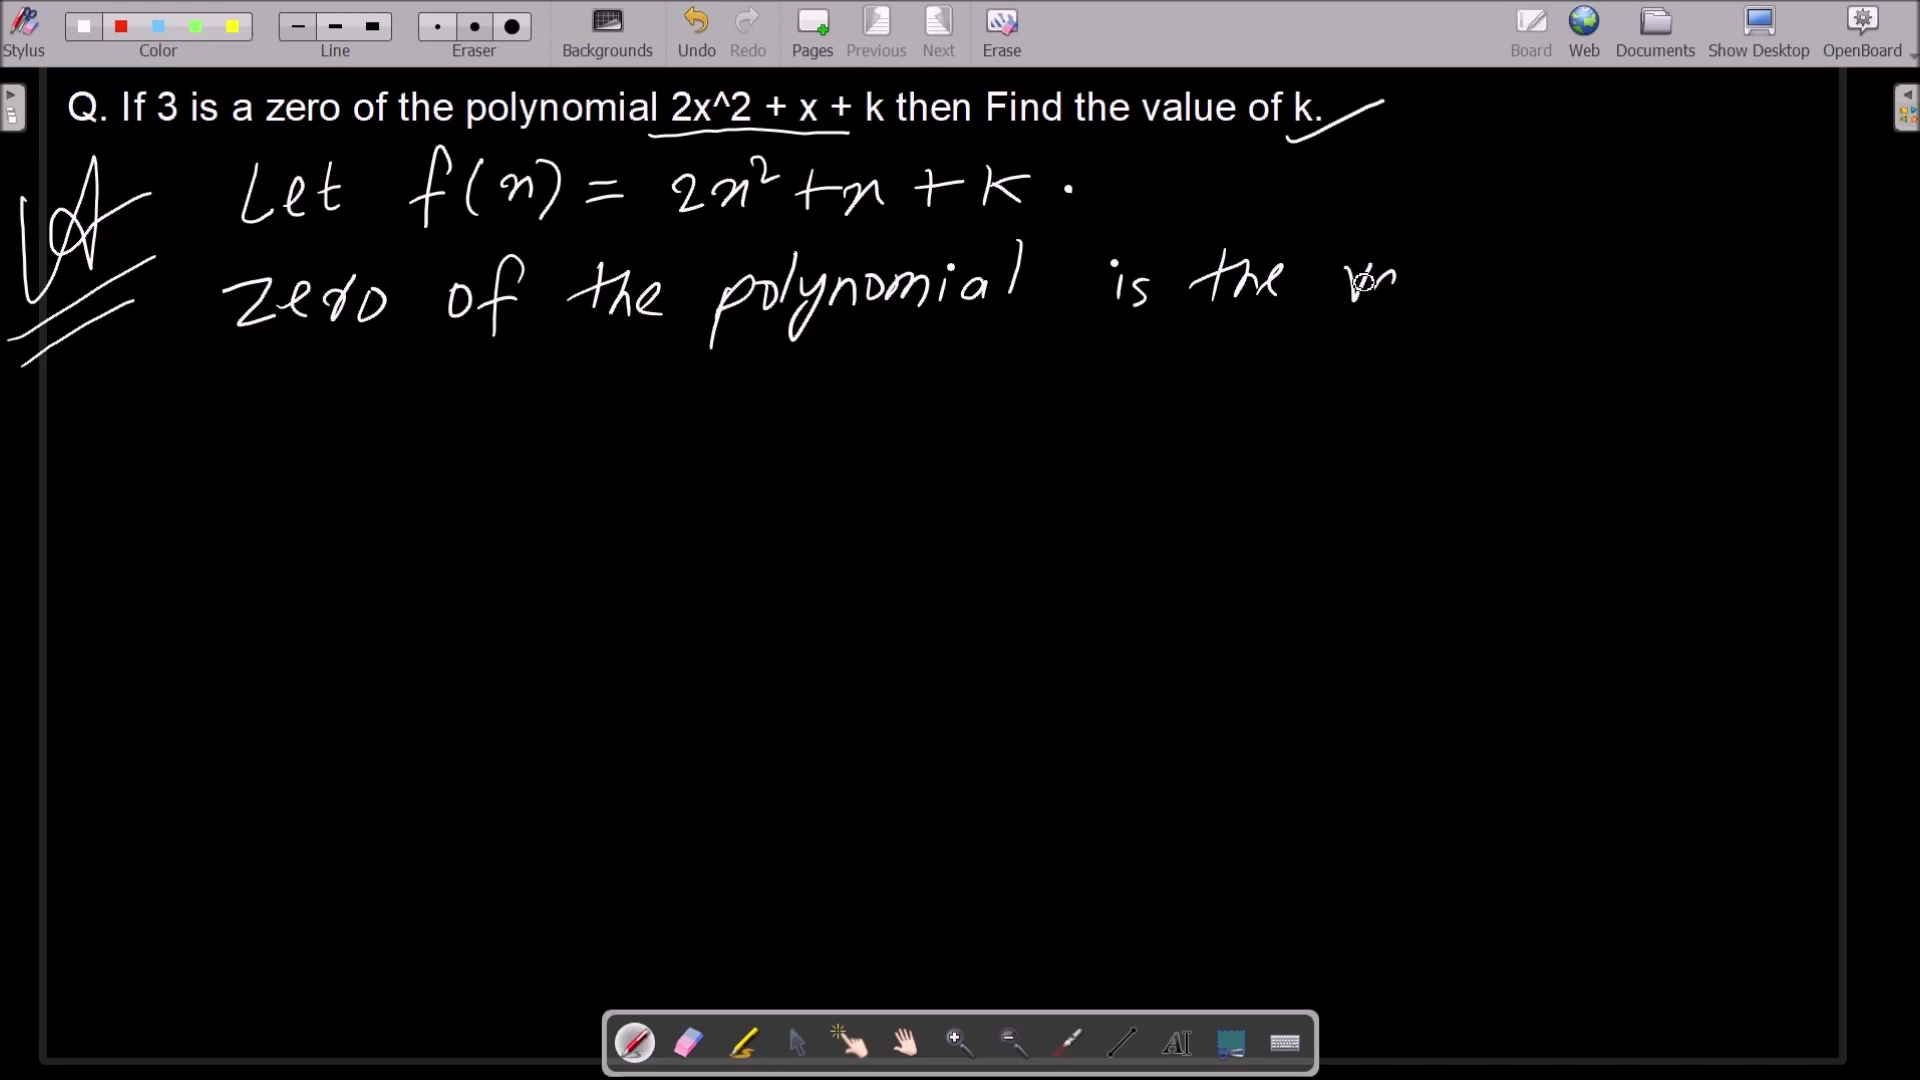 Stylus Color Line Eraser Backgrounds Undo Redo Pages Previous Next Erase Board Web Documents Show Desktop OpenBoard
Q. If 3 is a zero of the polynomial 2x^2 + x + k then Find the value of k.
Let f(x) = 2x² + x + k .
zero of the polynomial is the
AI